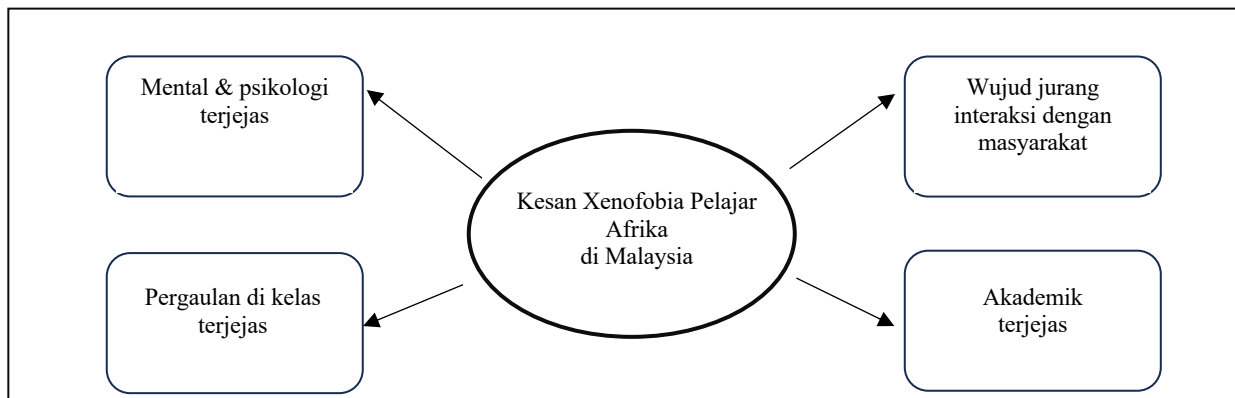 Mental & psikologi
terjejas
Wujud jurang
interaksi dengan
masyarakat
Kesan Xenofobia Pelajar
Afrika
di Malaysia
Pergaulan di kelas
terjejas
Akademik
terjejas